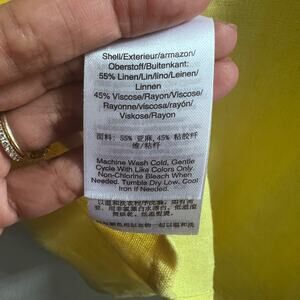 Shell/Exterieur/armazon/
Oberstoff/Buitenkant:
55% Linen/Lin/lino/Leinen/
Linnen
45% Viscose/Rayon/Viscose/
Rayonne/viscosa/rayón/
Viskose/Rayon
面料: 55% 亚麻, 45% 粘胶纤
维/粘纤
Machine Wash Cold, Gentle
Cycle With Like Colors Only.
Non-Chlorine Bleach When
Needed. Tumble Dry Low. Cool
Iron If Needed.